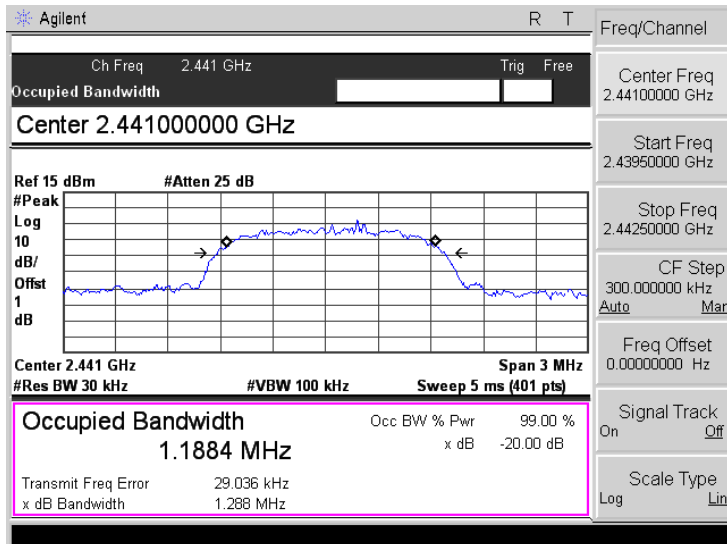 Agilent R T
Ch Freq 2.441 GHz Trig Free
Occupied Bandwidth
Center 2.441000000 GHz
Ref 15 dBm #Atten 25 dB
#Peak
Log
10
dB/
Offst
1
dB
Center 2.441 GHz Span 3 MHz
#Res BW 30 kHz #VBW 100 kHz Sweep 5 ms (401 pts)
Occupied Bandwidth Occ BW % Pwr 99.00 %
1.1884 MHz x dB -20.00 dB
Transmit Freq Error 29.036 kHz
x dB Bandwidth 1.288 MHz
Freq/Channel
Center Freq
2.44100000 GHz
Start Freq
2.43950000 GHz
Stop Freq
2.44250000 GHz
CF Step
300.000000 kHz
Auto Man
Freq Offset
0.00000000 Hz
Signal Track
On Off
Scale Type
Log Lin